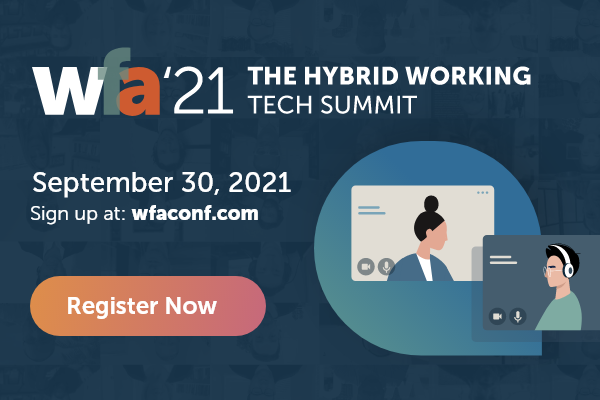 wfa‘21
THE HYBRID WORKING
TECH SUMMIT
September 30, 2021
Sign up at: wfaconf.com
Register Now